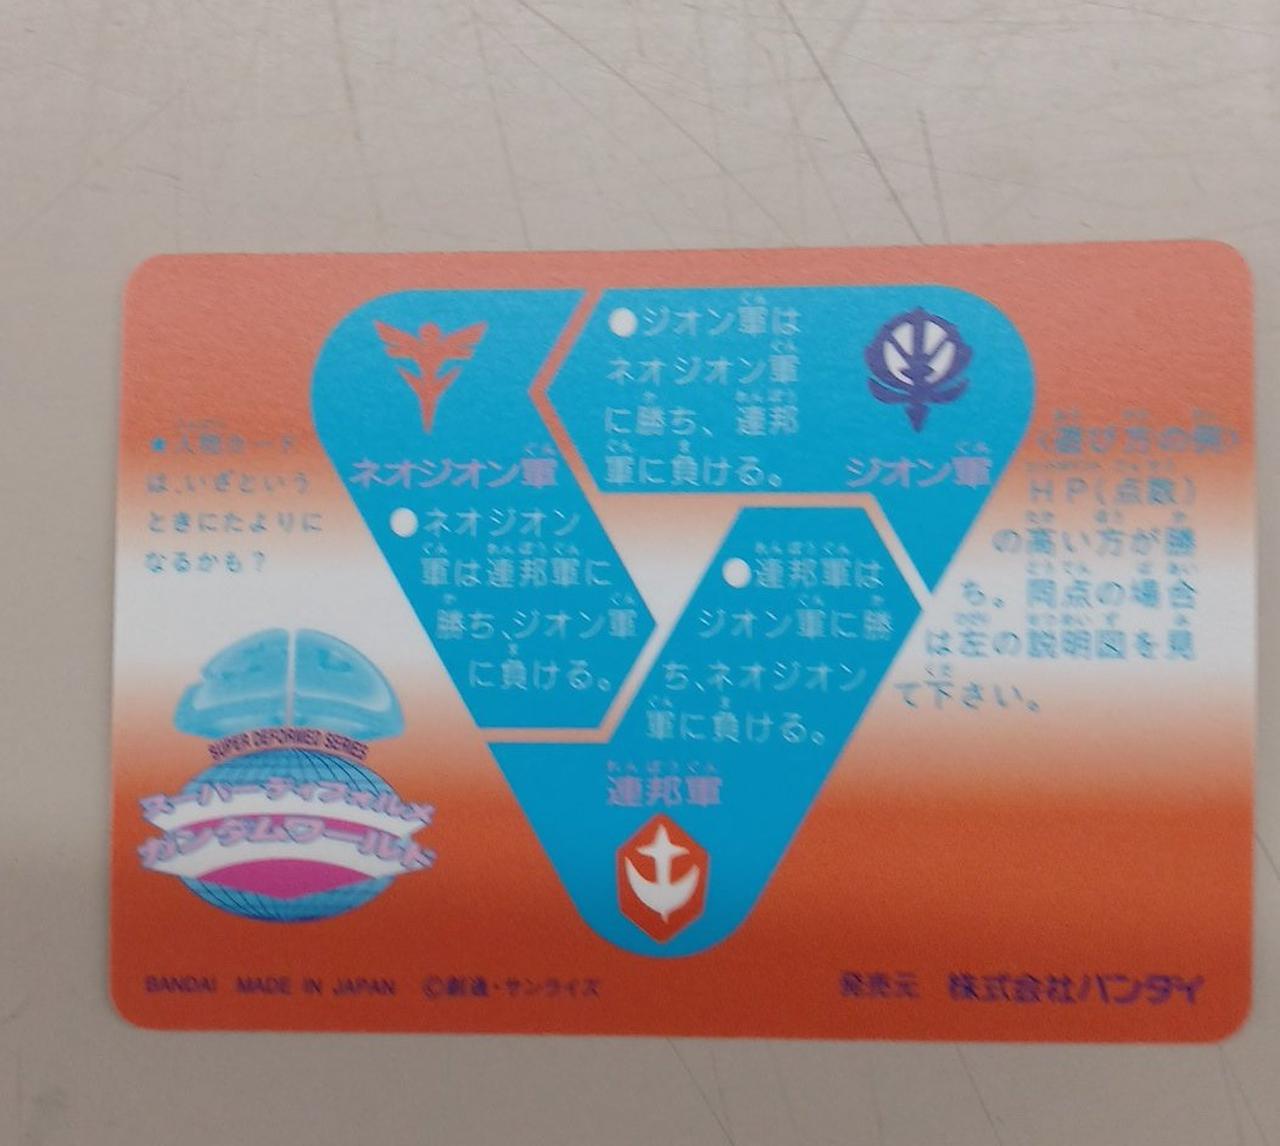 ●ジオン軍は
ネオジオン軍
に勝ち、連邦
軍に負ける。
ジオン軍
ネオジオン軍
●ネオジオン
軍は連邦軍に
勝ち、ジオン軍
に負ける。
●連邦軍は
ジオン軍に勝
ち、ネオジオン
軍に負ける。
連邦軍
★人物カード
は、いざという
ときにたよりに
なるかも?
〈遊び方の例〉
HP(点数)
の高い方が勝
ち。同点の場合
は左の説明図を見
て下さい。
SUPER DEFORMED SERIES
スーパーディフォルメ
ガンダムワールド
BANDAI MADE IN JAPAN ©創通・サンライズ
発売元 株式会社バンダイ